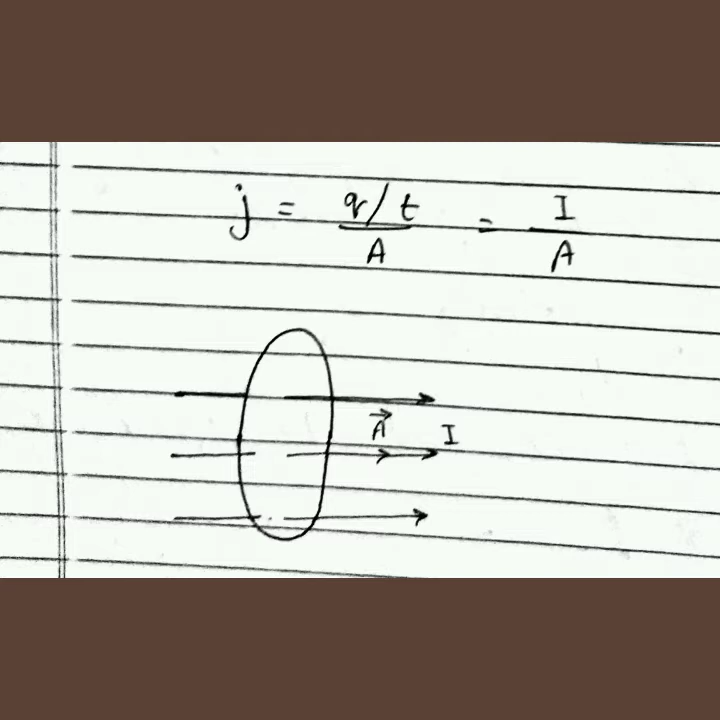 j = q/t / A = I / A
A⃗ I